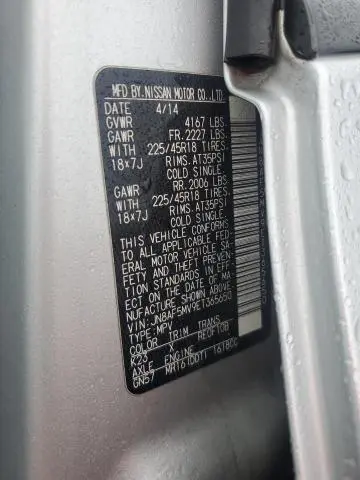 MFD BY:NISSAN MOTOR CO.,LTD.
DATE 4/14
GVWR 4167 LBS.
GAWR FR.2227 LBS.
WITH 225/45R18 TIRES.
18×7J RIMS.AT35PSI
COLD SINGLE.
GAWR RR.2006 LBS.
WITH 225/45R18 TIRES.
18×7J RIMS.AT35PSI
COLD SINGLE.
THIS VEHICLE CONFORMS
TO ALL APPLICABLE FED-
ERAL MOTOR VEHICLE SA-
FETY AND THEFT PREVEN-
TION STANDARDS IN EFF-
ECT ON THE DATE OF MA-
NUFACTURE SHOWN ABOVE.
VIN:JN8AF5MV9ET365650
TYPE:MPV
COLOR TRIM TRANS
K23 X
AXLE ENGINE
GN57 1618CC